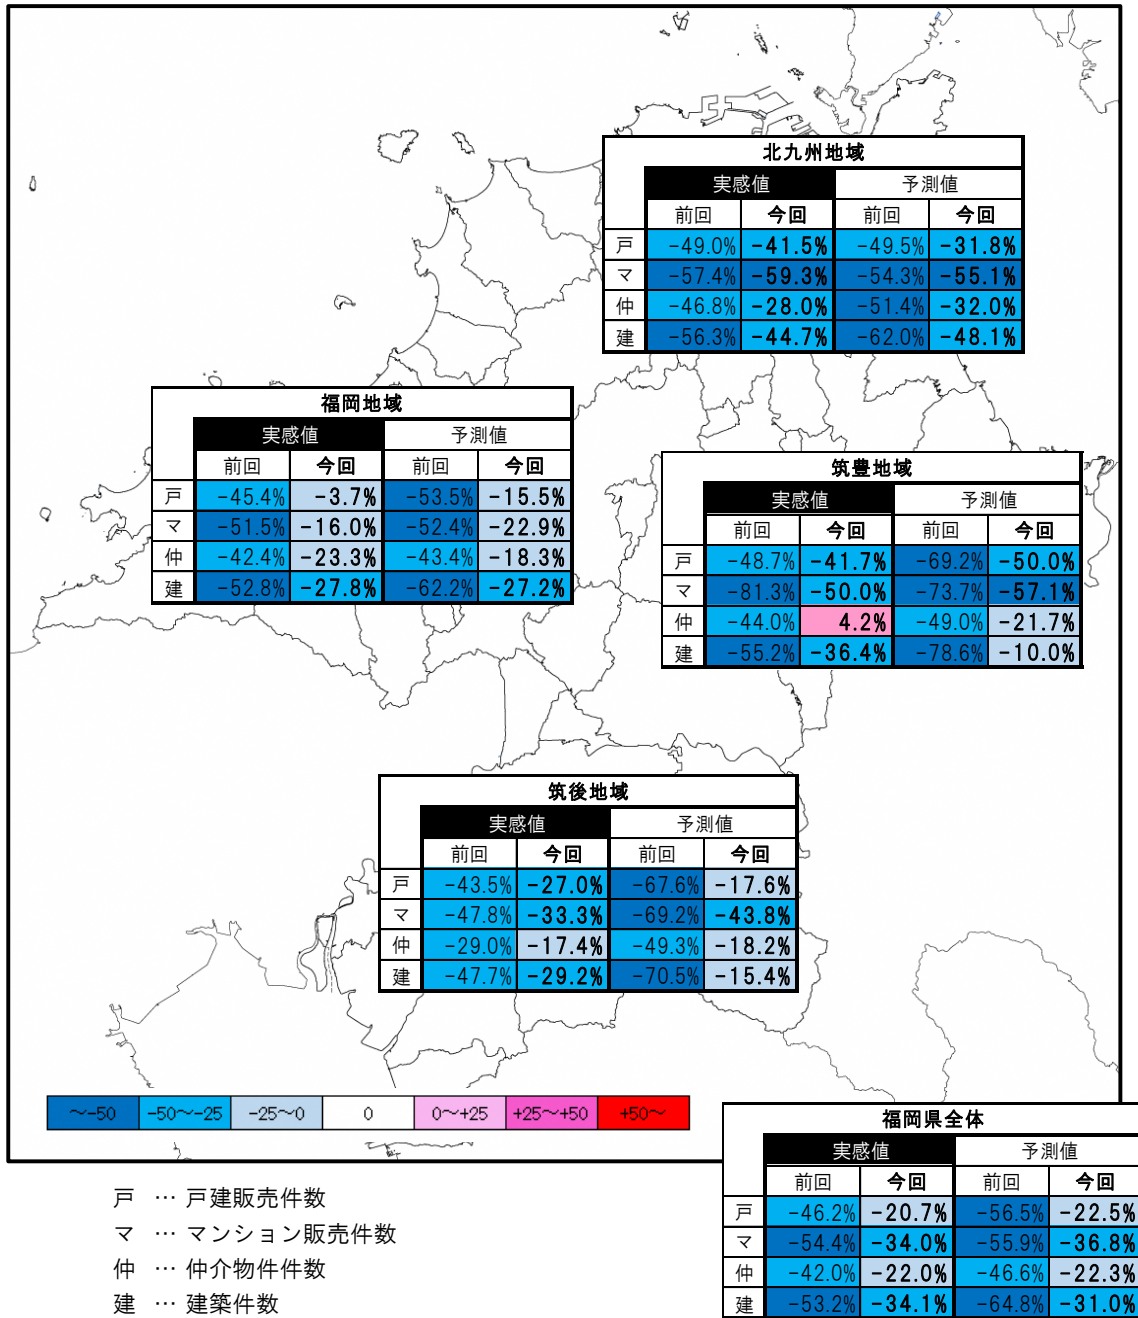 北九州地域
実感値 予測値
前回 今回 前回 今回
戸 -49.0% -41.5% -49.5% -31.8%
マ -57.4% -59.3% -54.3% -55.1%
仲 -46.8% -28.0% -51.4% -32.0%
建 -56.3% -44.7% -62.0% -48.1%
福岡地域
実感値 予測値
前回 今回 前回 今回
戸 -45.4% -3.7% -53.5% -15.5%
マ -51.5% -16.0% -52.4% -22.9%
仲 -42.4% -23.3% -43.4% -18.3%
建 -52.8% -27.8% -62.2% -27.2%
筑豊地域
実感値 予測値
前回 今回 前回 今回
戸 -48.7% -41.7% -69.2% -50.0%
マ -81.3% -50.0% -73.7% -57.1%
仲 -44.0% 4.2% -49.0% -21.7%
建 -55.2% -36.4% -78.6% -10.0%
筑後地域
実感値 予測値
前回 今回 前回 今回
戸 -43.5% -27.0% -67.6% -17.6%
マ -47.8% -33.3% -69.2% -43.8%
仲 -29.0% -17.4% -49.3% -18.2%
建 -47.7% -29.2% -70.5% -15.4%
～-50 -50～-25 -25～0 0 0～+25 +25～+50 +50～
福岡県全体
実感値 予測値
前回 今回 前回 今回
戸 -46.2% -20.7% -56.5% -22.5%
マ -54.4% -34.0% -55.9% -36.8%
仲 -42.0% -22.0% -46.6% -22.3%
建 -53.2% -34.1% -64.8% -31.0%
戸 … 戸建販売件数
マ … マンション販売件数
仲 … 仲介物件件数
建 … 建築件数